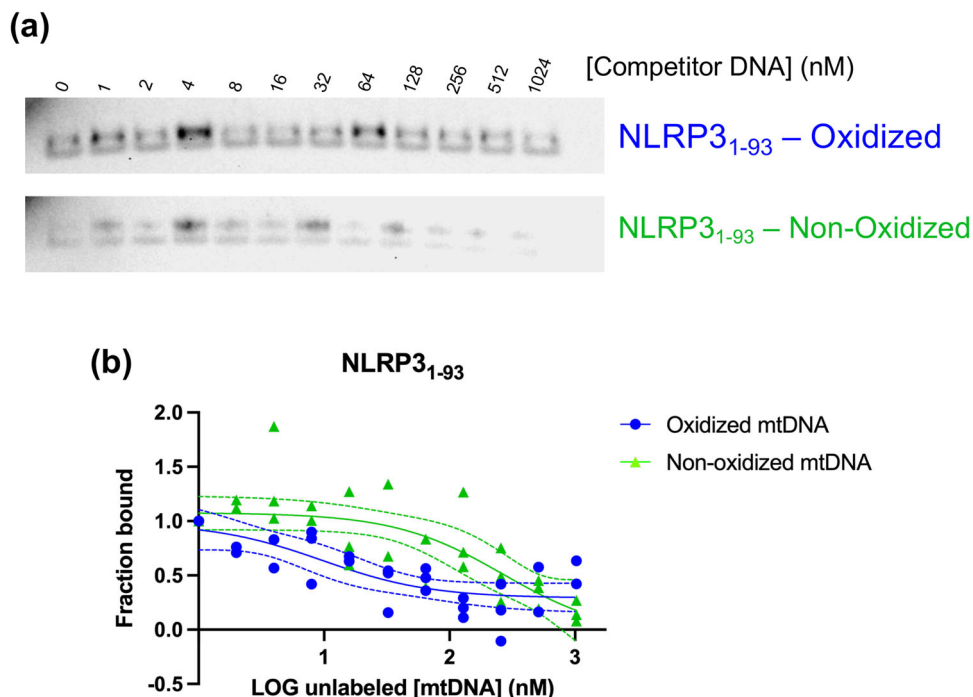 (a)
0 1 2 4 8 16 32 64 128 256 512 1024 [Competitor DNA] (nM)
NLRP3₁₋₉₃ – Oxidized
NLRP3₁₋₉₃ – Non-Oxidized
(b)
NLRP3₁₋₉₃
2.0
1.5
1.0
0.5
0.0
-0.5
Fraction bound
1 2 3
LOG unlabeled [mtDNA] (nM)
Oxidized mtDNA
Non-oxidized mtDNA